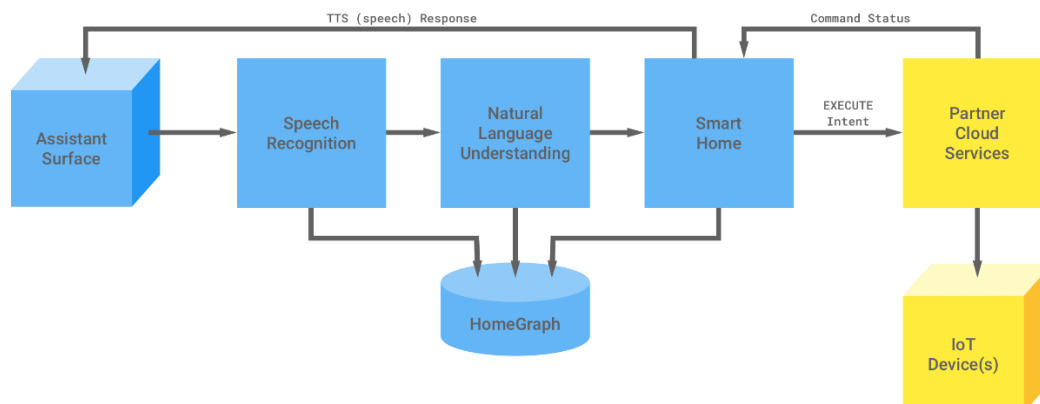 TTS (speech) Response
Command Status
Assistant
Surface
Speech
Recognition
Natural
Language
Understanding
Smart
Home
EXECUTE
Intent
Partner
Cloud
Services
HomeGraph
IoT
Device(s)